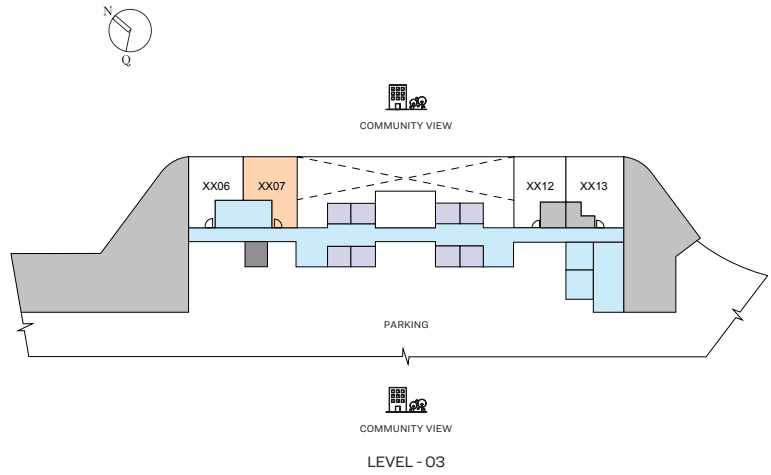 N
Q
COMMUNITY VIEW
XX06
XX07
XX12
XX13
PARKING
COMMUNITY VIEW
LEVEL - 03